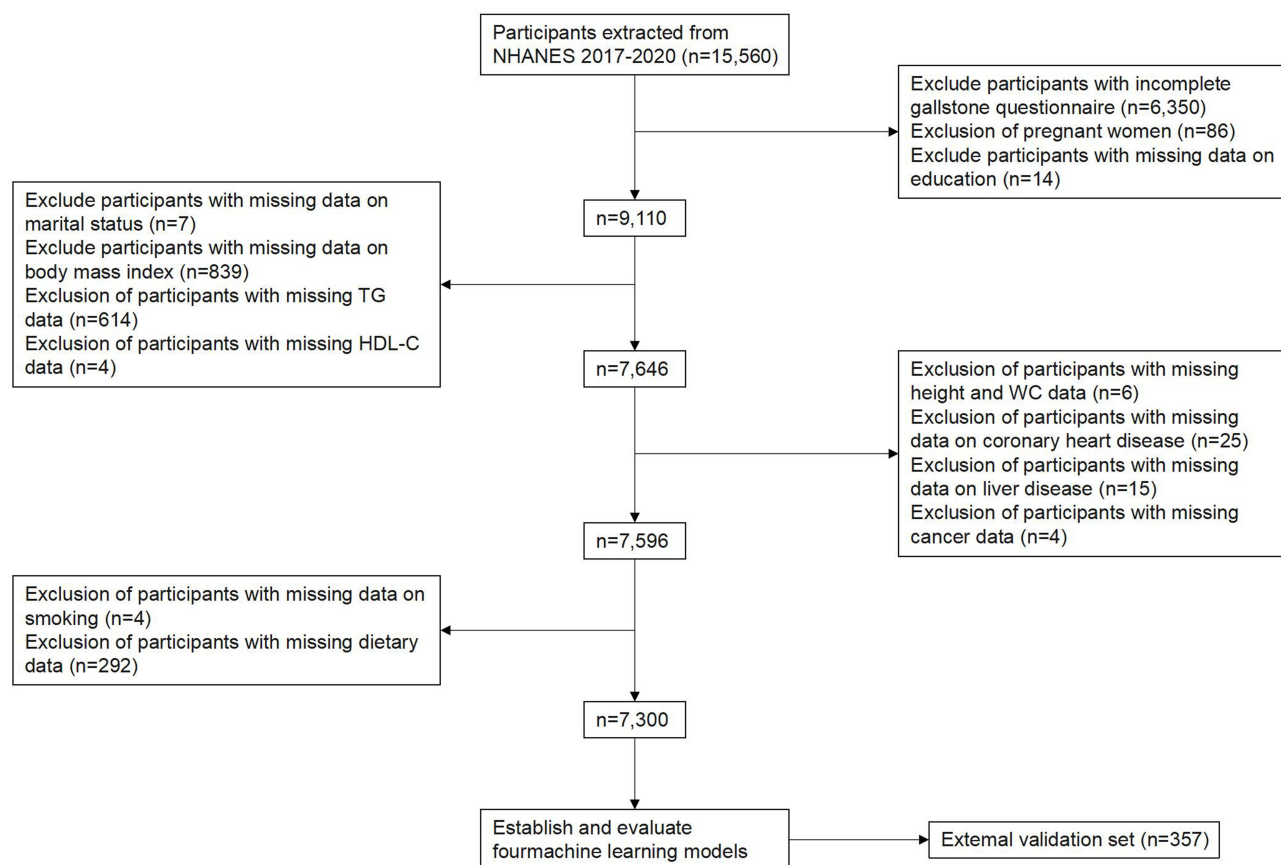 Participants extracted from
NHANES 2017-2020 (n=15,560)
Exclude participants with incomplete
gallstone questionnaire (n=6,350)
Exclusion of pregnant women (n=86)
Exclude participants with missing data on
education (n=14)
n=9,110
Exclude participants with missing data on
marital status (n=7)
Exclude participants with missing data on
body mass index (n=839)
Exclusion of participants with missing TG
data (n=614)
Exclusion of participants with missing HDL-C
data (n=4)
n=7,646
Exclusion of participants with missing
height and WC data (n=6)
Exclusion of participants with missing
data on coronary heart disease (n=25)
Exclusion of participants with missing
data on liver disease (n=15)
Exclusion of participants with missing
cancer data (n=4)
n=7,596
Exclusion of participants with missing data on
smoking (n=4)
Exclusion of participants with missing dietary
data (n=292)
n=7,300
Establish and evaluate
fourmachine learning models
External validation set (n=357)